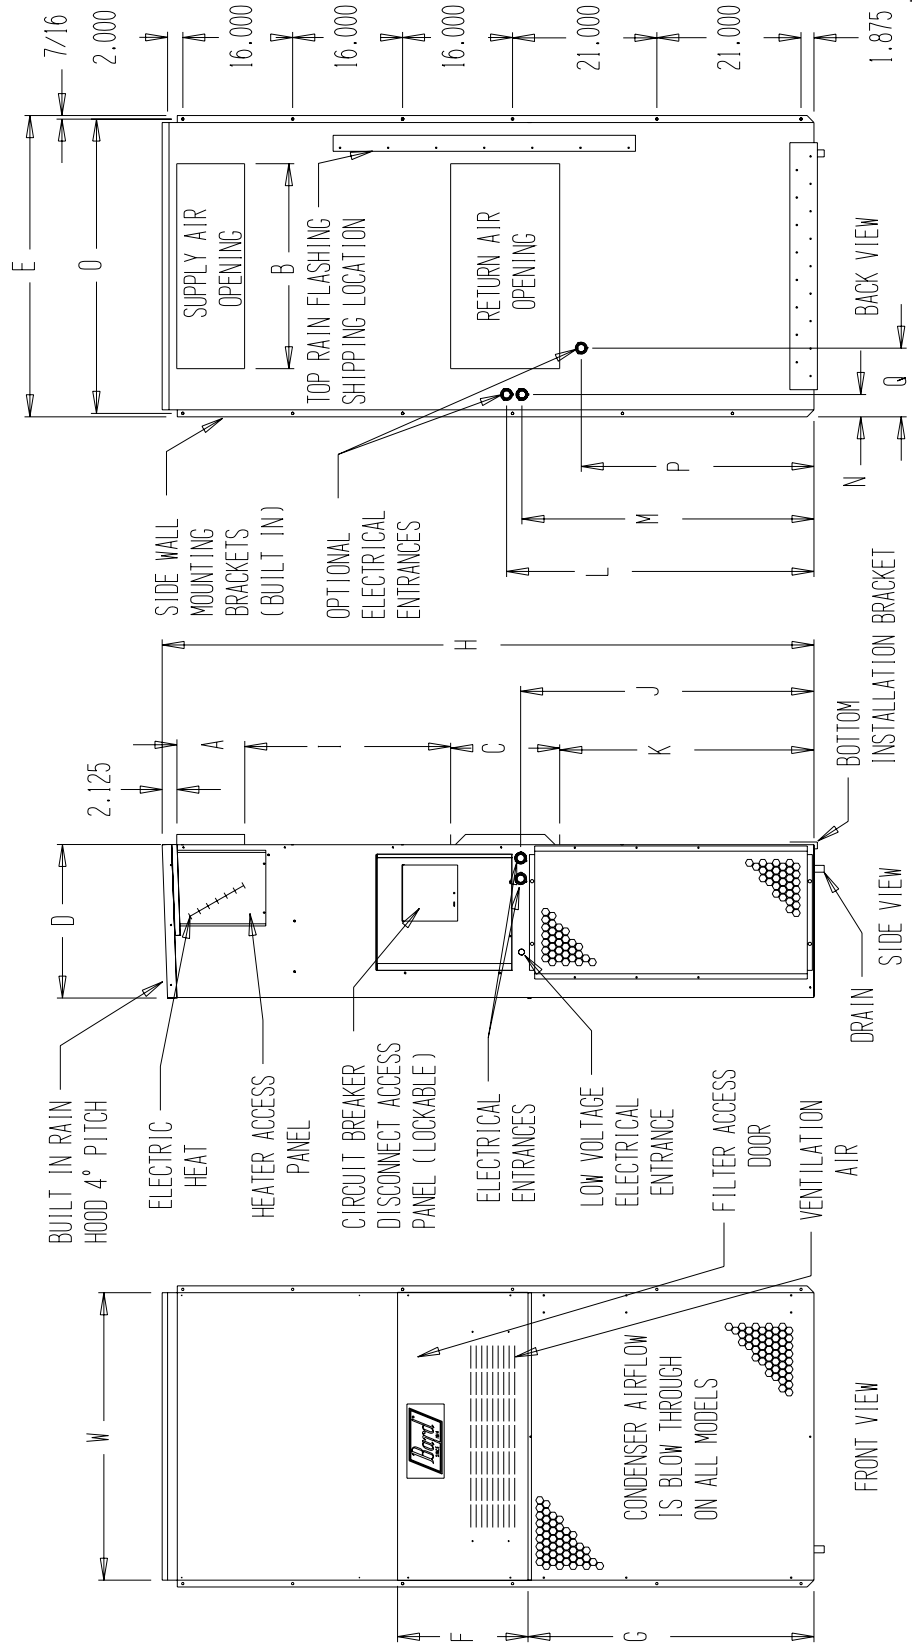 W
F
G
Bard
CONDENSER AIRFLOW
IS BLOW THROUGH
ON ALL MODELS
FRONT VIEW
FILTER ACCESS
DOOR
VENTILATION
AIR
BUILT IN RAIN
HOOD 4° PITCH
ELECTRIC
HEAT
HEATER ACCESS
PANEL
CIRCUIT BREAKER
DISCONNECT ACCESS
PANEL (LOCKABLE)
ELECTRICAL
ENTRANCES
LOW VOLTAGE
ELECTRICAL
ENTRANCE
D
2.125
A
I
C
K
J
H
DRAIN
SIDE VIEW
BOTTOM
INSTALLATION BRACKET
SIDE WALL
MOUNTING
BRACKETS
(BUILT IN)
OPTIONAL
ELECTRICAL
ENTRANCES
E
O
7/16
2.000
16.000
16.000
16.000
21.000
21.000
1.875
SUPPLY AIR
OPENING
B
TOP RAIN FLASHING
SHIPPING LOCATION
RETURN AIR
OPENING
L
M
P
N
Q
BACK VIEW